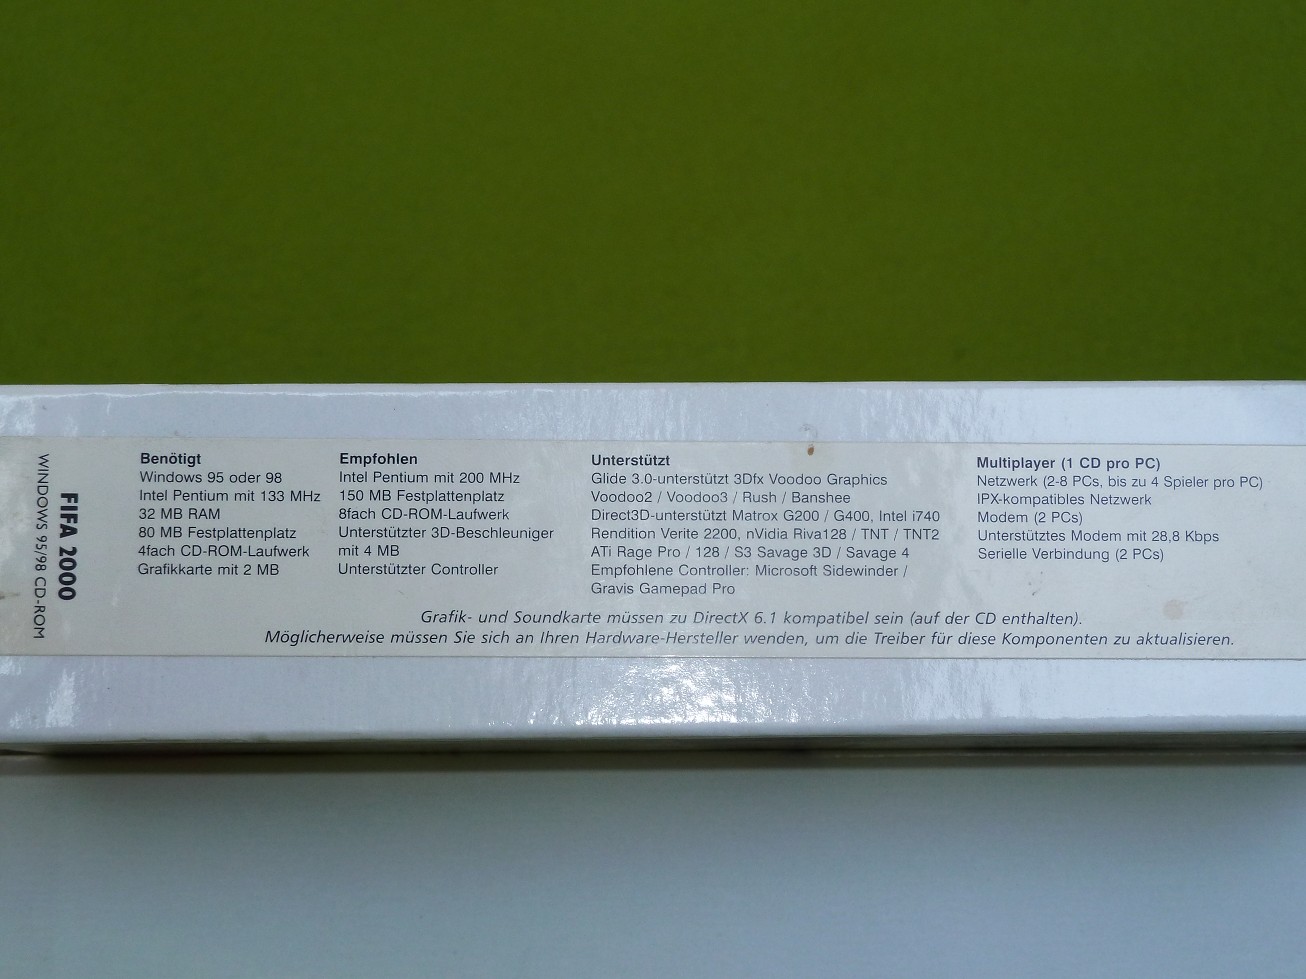 FIFA 2000
WINDOWS 95/98 CD-ROM
Benötigt
Windows 95 oder 98
Intel Pentium mit 133 MHz
32 MB RAM
80 MB Festplattenplatz
4fach CD-ROM-Laufwerk
Grafikkarte mit 2 MB
Empfohlen
Intel Pentium mit 200 MHz
150 MB Festplattenplatz
8fach CD-ROM-Laufwerk
Unterstützter 3D-Beschleuniger
mit 4 MB
Unterstützter Controller
Unterstützt
Glide 3.0-unterstützt 3Dfx Voodoo Graphics
Voodoo2 / Voodoo3 / Rush / Banshee
Direct3D-unterstützt Matrox G200 / G400, Intel i740
Rendition Verite 2200, nVidia Riva128 / TNT / TNT2
ATi Rage Pro / 128 / S3 Savage 3D / Savage 4
Empfohlene Controller: Microsoft Sidewinder /
Gravis Gamepad Pro
Multiplayer (1 CD pro PC)
Netzwerk (2-8 PCs, bis zu 4 Spieler pro PC)
IPX-kompatibles Netzwerk
Modem (2 PCs)
Unterstütztes Modem mit 28,8 Kbps
Serielle Verbindung (2 PCs)
Grafik- und Soundkarte müssen zu DirectX 6.1 kompatibel sein (auf der CD enthalten).
Möglicherweise müssen Sie sich an Ihren Hardware-Hersteller wenden, um die Treiber für diese Komponenten zu aktualisieren.